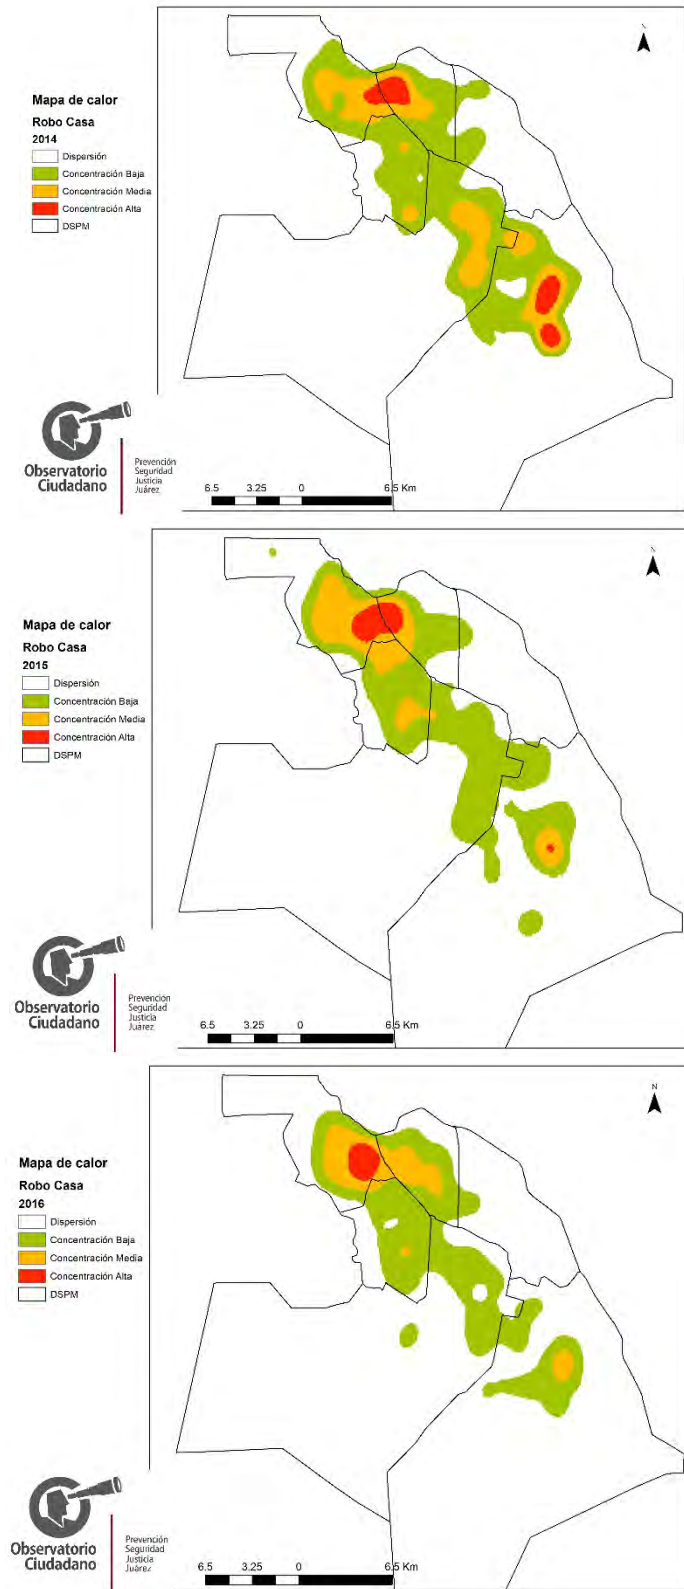 N
Mapa de calor
Robo Casa
2014
Dispersión
Concentración Baja
Concentración Media
Concentración Alta
DSPM
Observatorio
Ciudadano
Prevención
Seguridad
Justicia
Juárez
6.5 3.25 0 6.5 Km
N
Mapa de calor
Robo Casa
2015
Dispersión
Concentración Baja
Concentración Media
Concentración Alta
DSPM
Observatorio
Ciudadano
Prevención
Seguridad
Justicia
Juárez
6.5 3.25 0 6.5 Km
N
Mapa de calor
Robo Casa
2016
Dispersión
Concentración Baja
Concentración Media
Concentración Alta
DSPM
Observatorio
Ciudadano
Prevención
Seguridad
Justicia
Juárez
6.5 3.25 0 6.5 Km